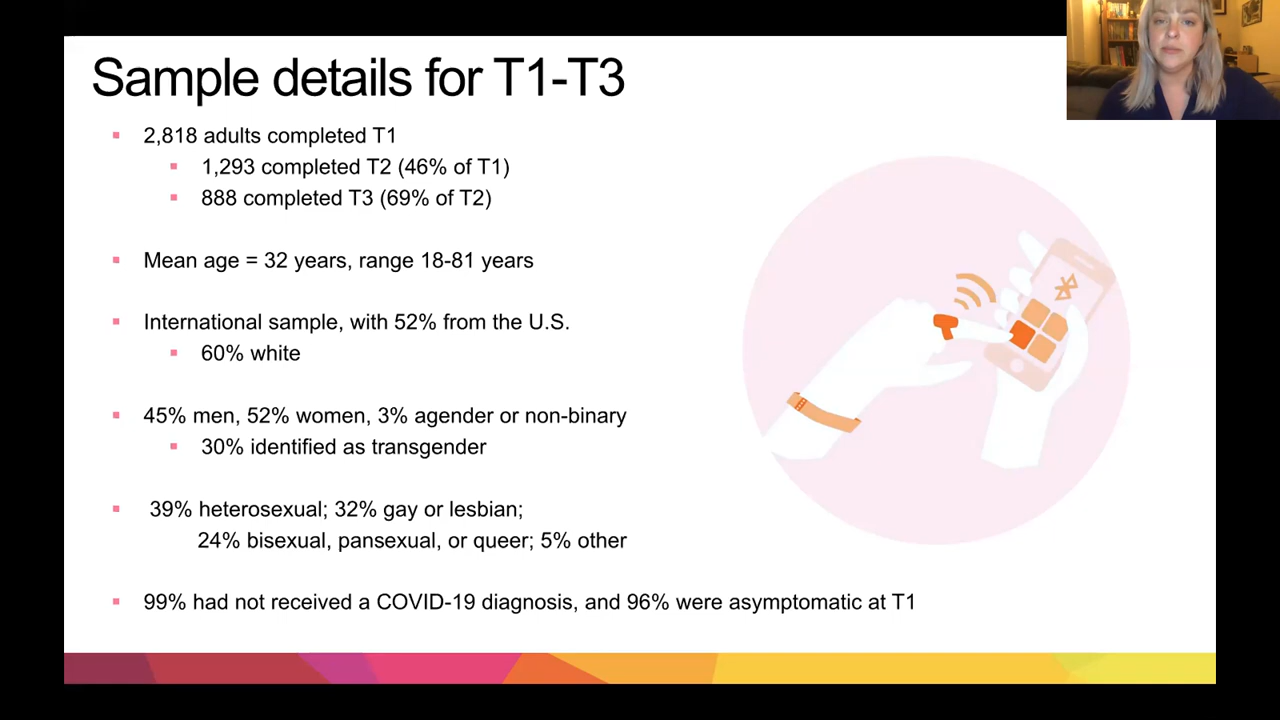 Sample details for T1-T3
▪ 2,818 adults completed T1
▪ 1,293 completed T2 (46% of T1)
▪ 888 completed T3 (69% of T2)
▪ Mean age = 32 years, range 18-81 years
▪ International sample, with 52% from the U.S.
▪ 60% white
▪ 45% men, 52% women, 3% agender or non-binary
▪ 30% identified as transgender
▪ 39% heterosexual; 32% gay or lesbian;
24% bisexual, pansexual, or queer; 5% other
▪ 99% had not received a COVID-19 diagnosis, and 96% were asymptomatic at T1